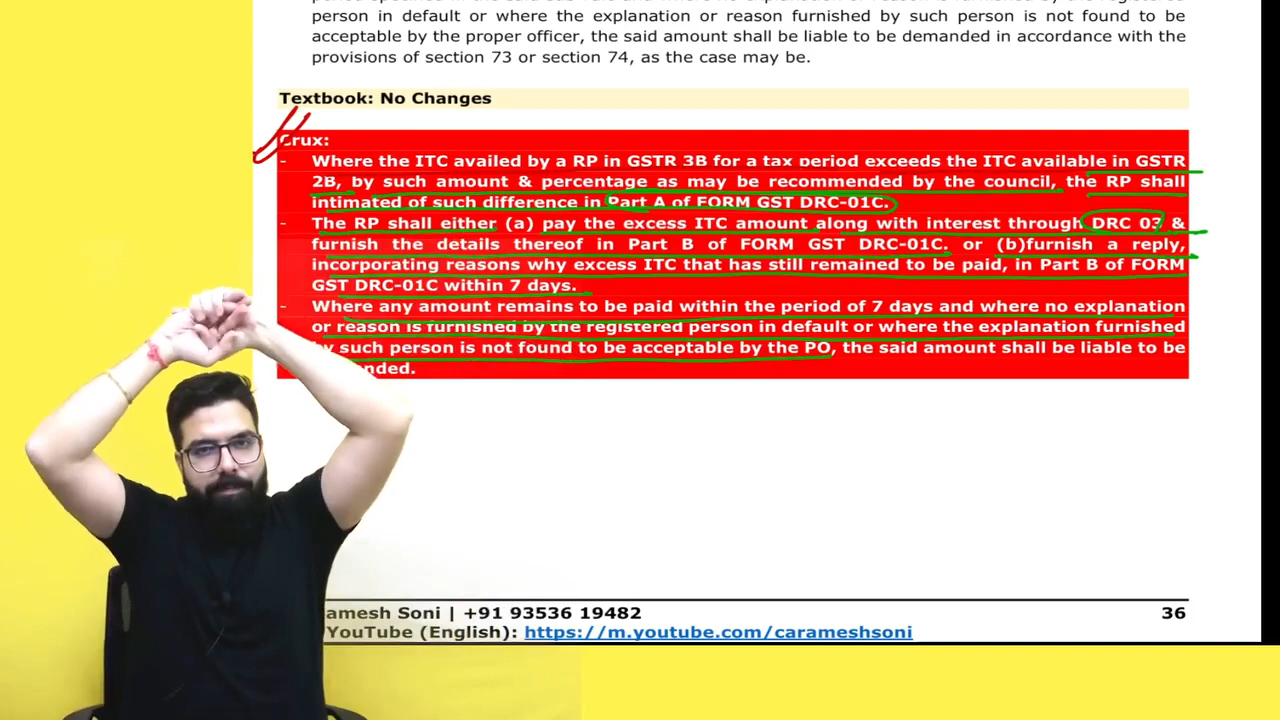 person in default or where the explanation or reason furnished by such person is not found to be
acceptable by the proper officer, the said amount shall be liable to be demanded in accordance with the
provisions of section 73 or section 74, as the case may be.
Textbook: No Changes
Crux:
- Where the ITC availed by a RP in GSTR 3B for a tax period exceeds the ITC available in GSTR
2B, by such amount & percentage as may be recommended by the council, the RP shall
intimated of such difference in Part A of FORM GST DRC-01C.
- The RP shall either (a) pay the excess ITC amount along with interest through DRC 03 &
furnish the details thereof in Part B of FORM GST DRC-01C. or (b)furnish a reply,
incorporating reasons why excess ITC that has still remained to be paid, in Part B of FORM
GST DRC-01C within 7 days.
- Where any amount remains to be paid within the period of 7 days and where no explanation
or reason is furnished by the registered person in default or where the explanation furnished
by such person is not found to be acceptable by the PO, the said amount shall be liable to be
nded.
amesh Soni | +91 93536 19482 36
YouTube (English): https://m.youtube.com/carameshsoni